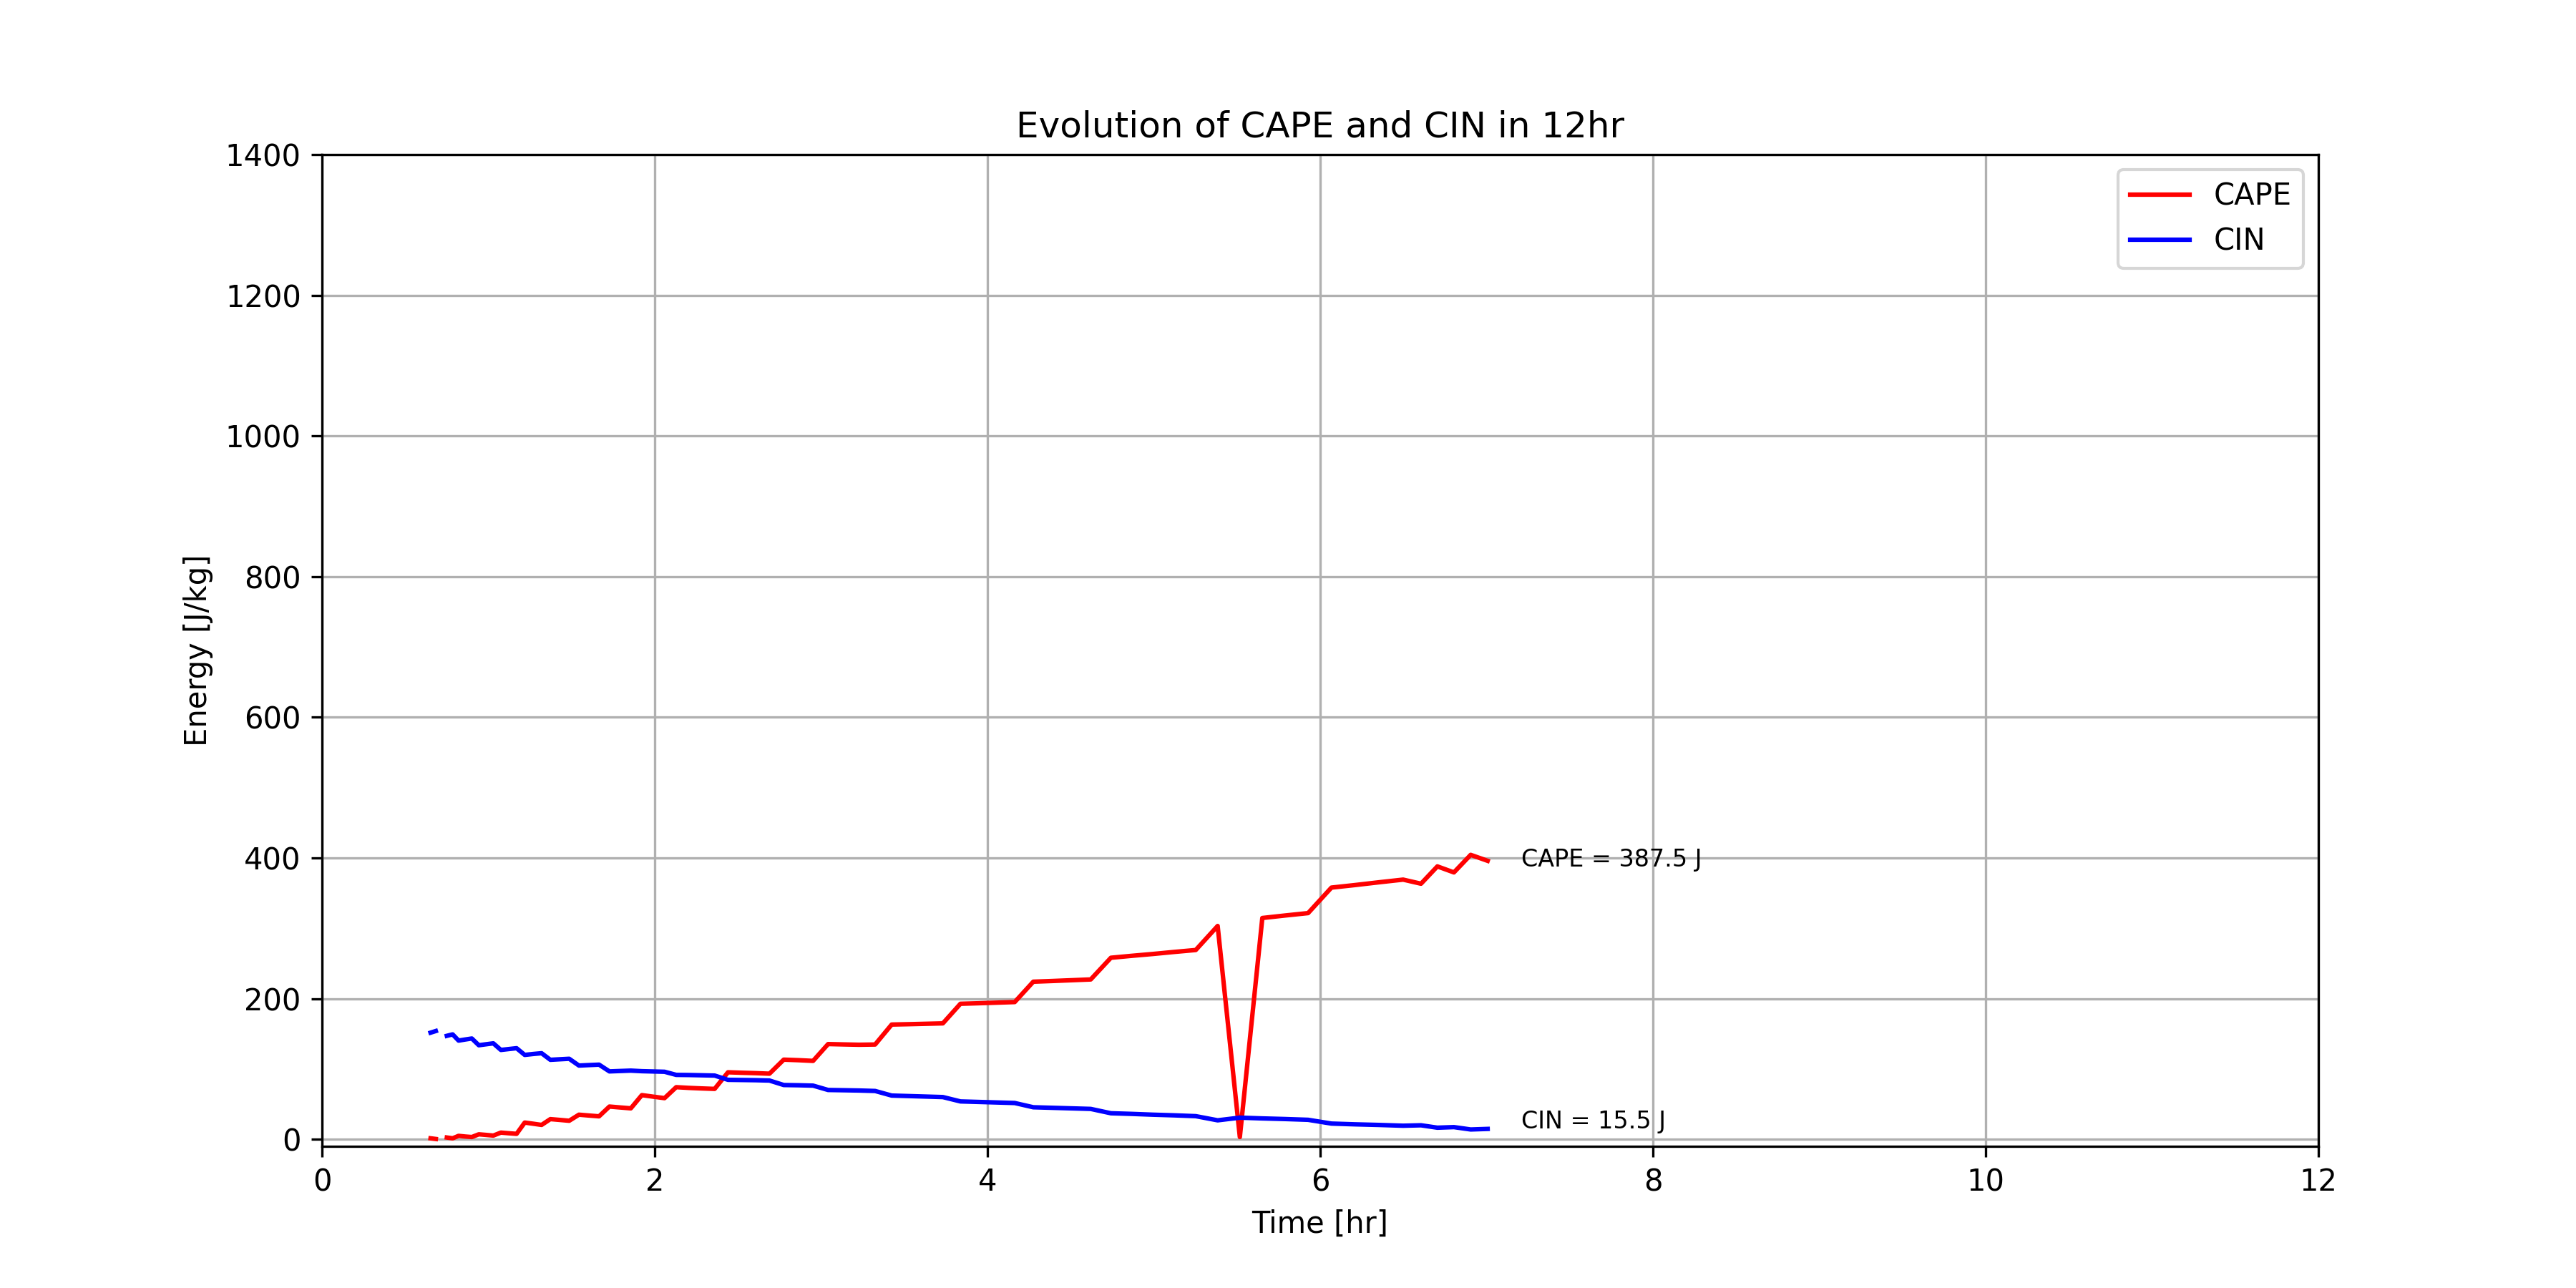 Evolution of CAPE and CIN in 12hr
1400
1200
1000
800
600
400
200
0
Energy [J/kg]
CAPE
CIN
CAPE = 387.5 J
CIN = 15.5 J
0 2 4 6 8 10 12
Time [hr]